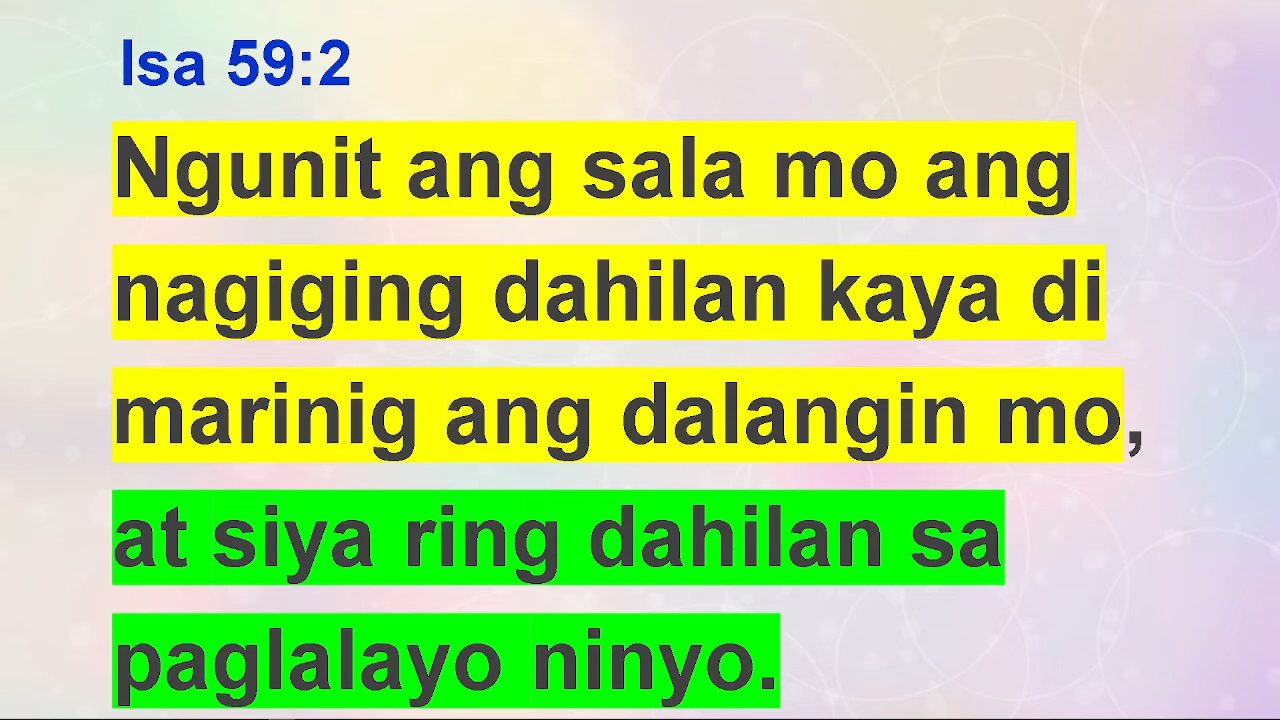 Isa 59:2
Ngunit ang sala mo ang
nagiging dahilan kaya di
marinig ang dalangin mo,
at siya ring dahilan sa
paglalayo ninyo.